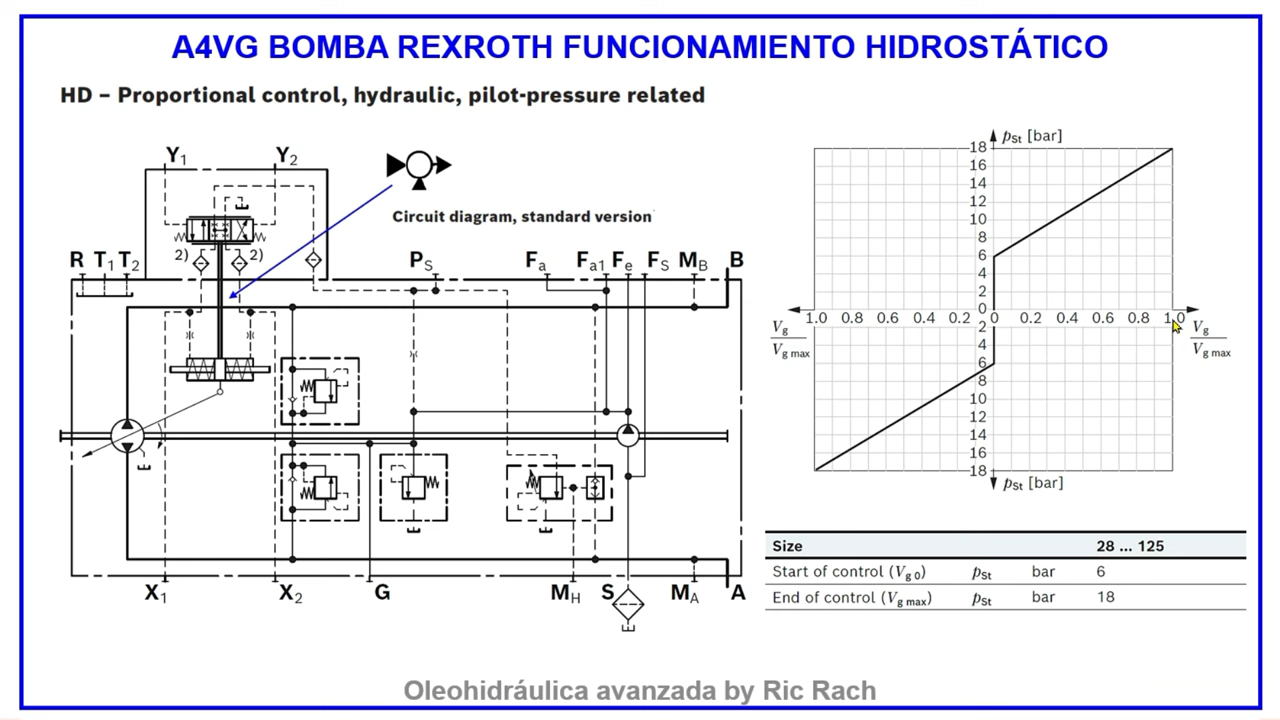 A4VG BOMBA REXROTH FUNCIONAMIENTO HIDROSTÁTICO
HD – Proportional control, hydraulic, pilot-pressure related
Y1 Y2
Circuit diagram, standard version
2) 2)
R T1 T2 PS Fa Fa1 Fe FS MB B
X1 X2 G MH S MA A
pSt [bar]
18
16
14
12
10
8
6
4
2
0
1.0 0.8 0.6 0.4 0.2 0 0.2 0.4 0.6 0.8 1.0
Vg
Vg max
Vg
Vg max
2
4
6
8
10
12
14
16
18
pSt [bar]
Size 28 ... 125
Start of control (Vg 0) pSt bar 6
End of control (Vg max) pSt bar 18
Oleohidráulica avanzada by Ric Rach